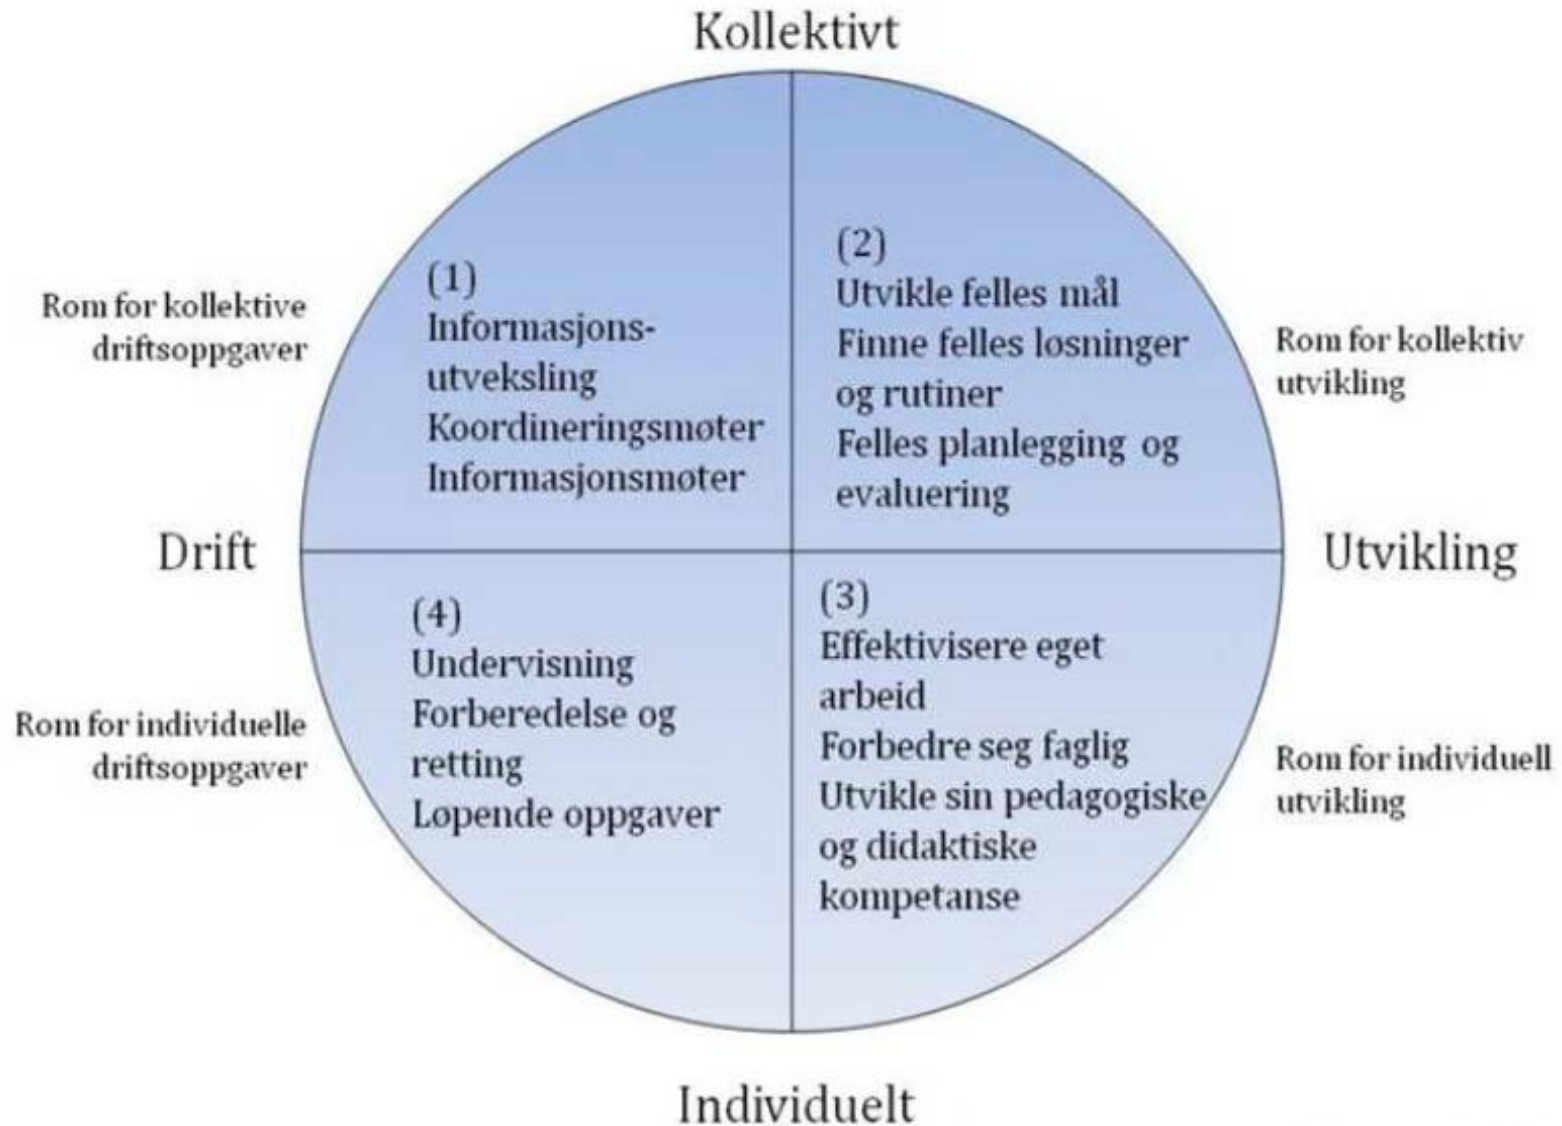 Kollektivt
Rom for kollektive
driftsoppgaver
(1)
Informasjons-
utveksling
Koordineringsmøter
Informasjonsmøter
(2)
Utvikle felles mål
Finne felles løsninger
og rutiner
Felles planlegging og
evaluering
Rom for kollektiv
utvikling
Drift
Utvikling
Rom for individuelle
driftsoppgaver
(4)
Undervisning
Forberedelse og
retting
Løpende oppgaver
(3)
Effektivisere eget
arbeid
Forbedre seg faglig
Utvikle sin pedagogiske
og didaktiske
kompetanse
Rom for individuell
utvikling
Individuelt